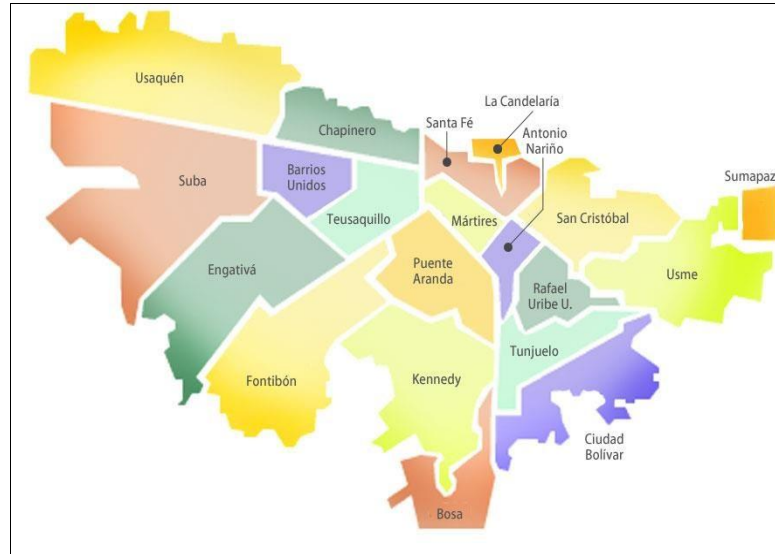 Usaquén
La Candelaría
Santa Fé
Antonio
Nariño
Chapinero
Sumapaz
Barrios
Unidos
Suba
Teusaquillo
Mártires
San Cristóbal
Engativá
Puente
Aranda
Usme
Rafael
Uribe U.
Tunjuelo
Fontibón
Kennedy
Ciudad
Bolívar
Bosa